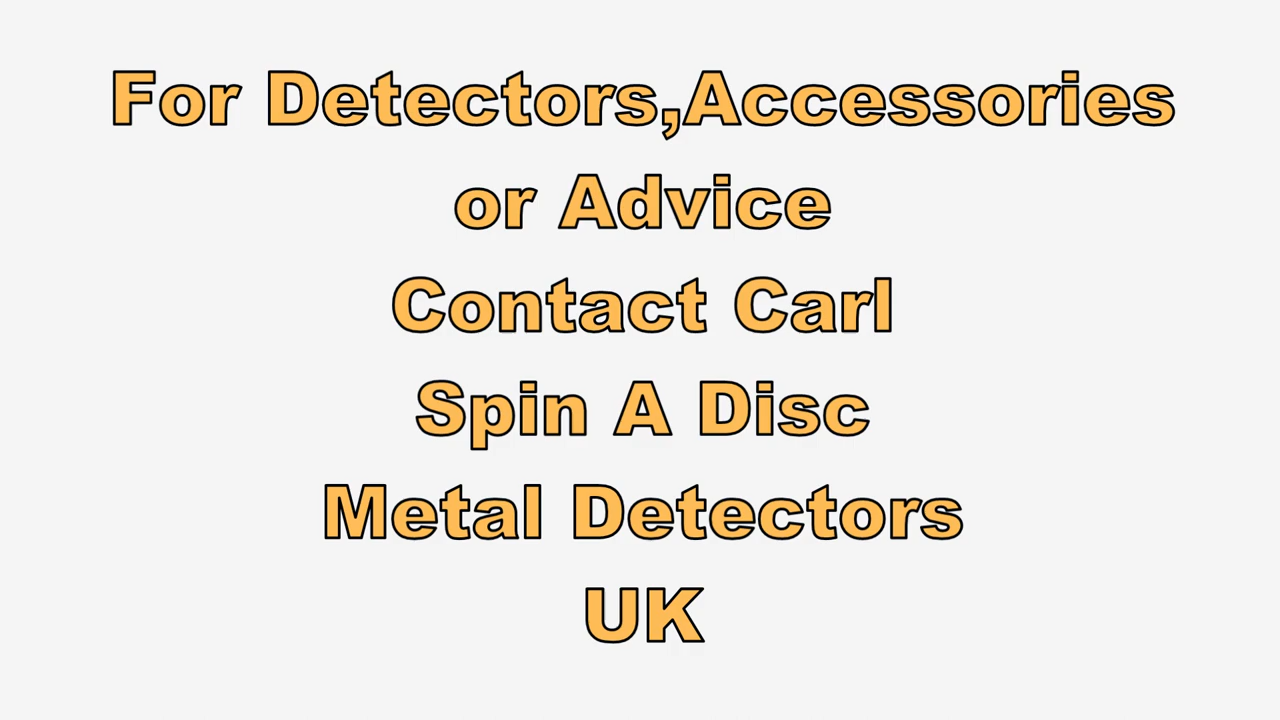 For Detectors,Accessories
or Advice
Contact Carl
Spin A Disc
Metal Detectors
UK